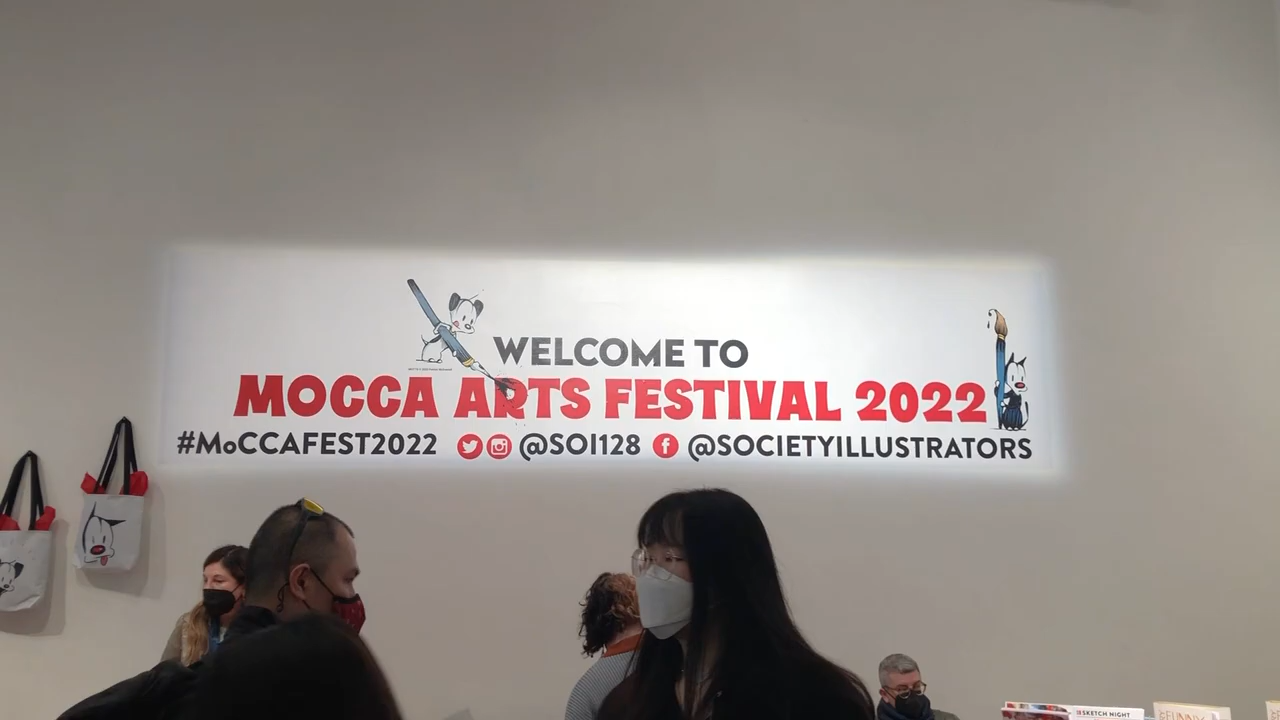 WELCOME TO
MOCCA ARTS FESTIVAL 2022
#MoCCAFEST2022 @SOI128 @SOCIETYILLUSTRATORS
SKETCH NIGHT